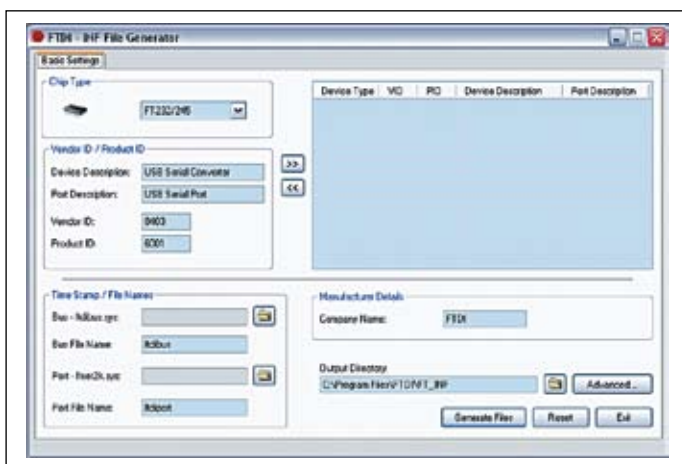 FTDI - INF File Generator
Basic Settings
Chip Type
FT232/245
Vendor ID / Product ID
Device Description: USB Serial Converter
Port Description: USB Serial Port
Vendor ID: 0403
Product ID: 6001
>>
<<
Device Type VID PID Device Description Port Description
Time Stamp / File Names
Bus - ftdibus.sys:
Bus File Name: ftdibus
Port - ftser2k.sys:
Port File Name: ftdiport
Manufacturer Details
Company Name: FTDI
Output Directory
C:\Program Files\FTDI\FT_INF
Advanced...
Generate Files Reset Exit